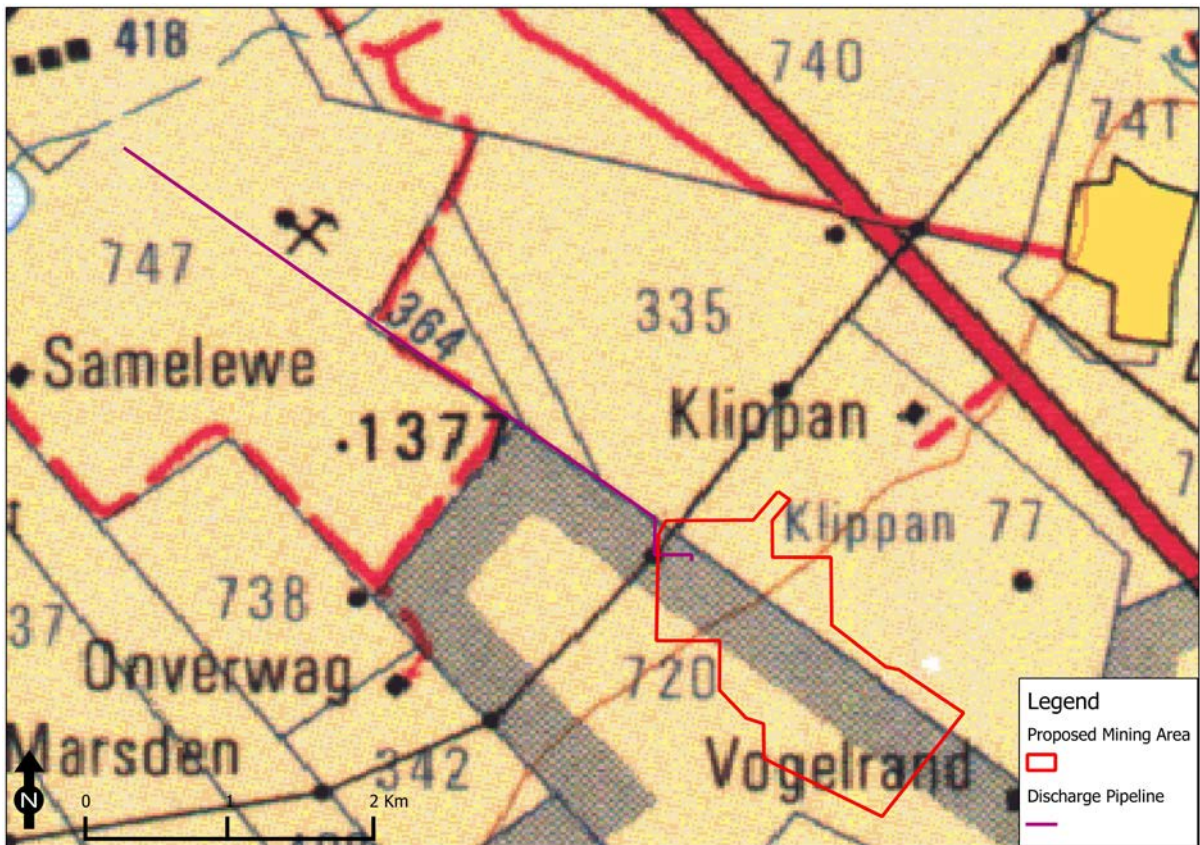 418
740
741
747
364
335
Samelewe
Klippan
·1377
Klippan 77
738
37
Onverwag
720
Marsden
342
Vogelrand
N
0 1 2 Km
Legend
Proposed Mining Area
Discharge Pipeline